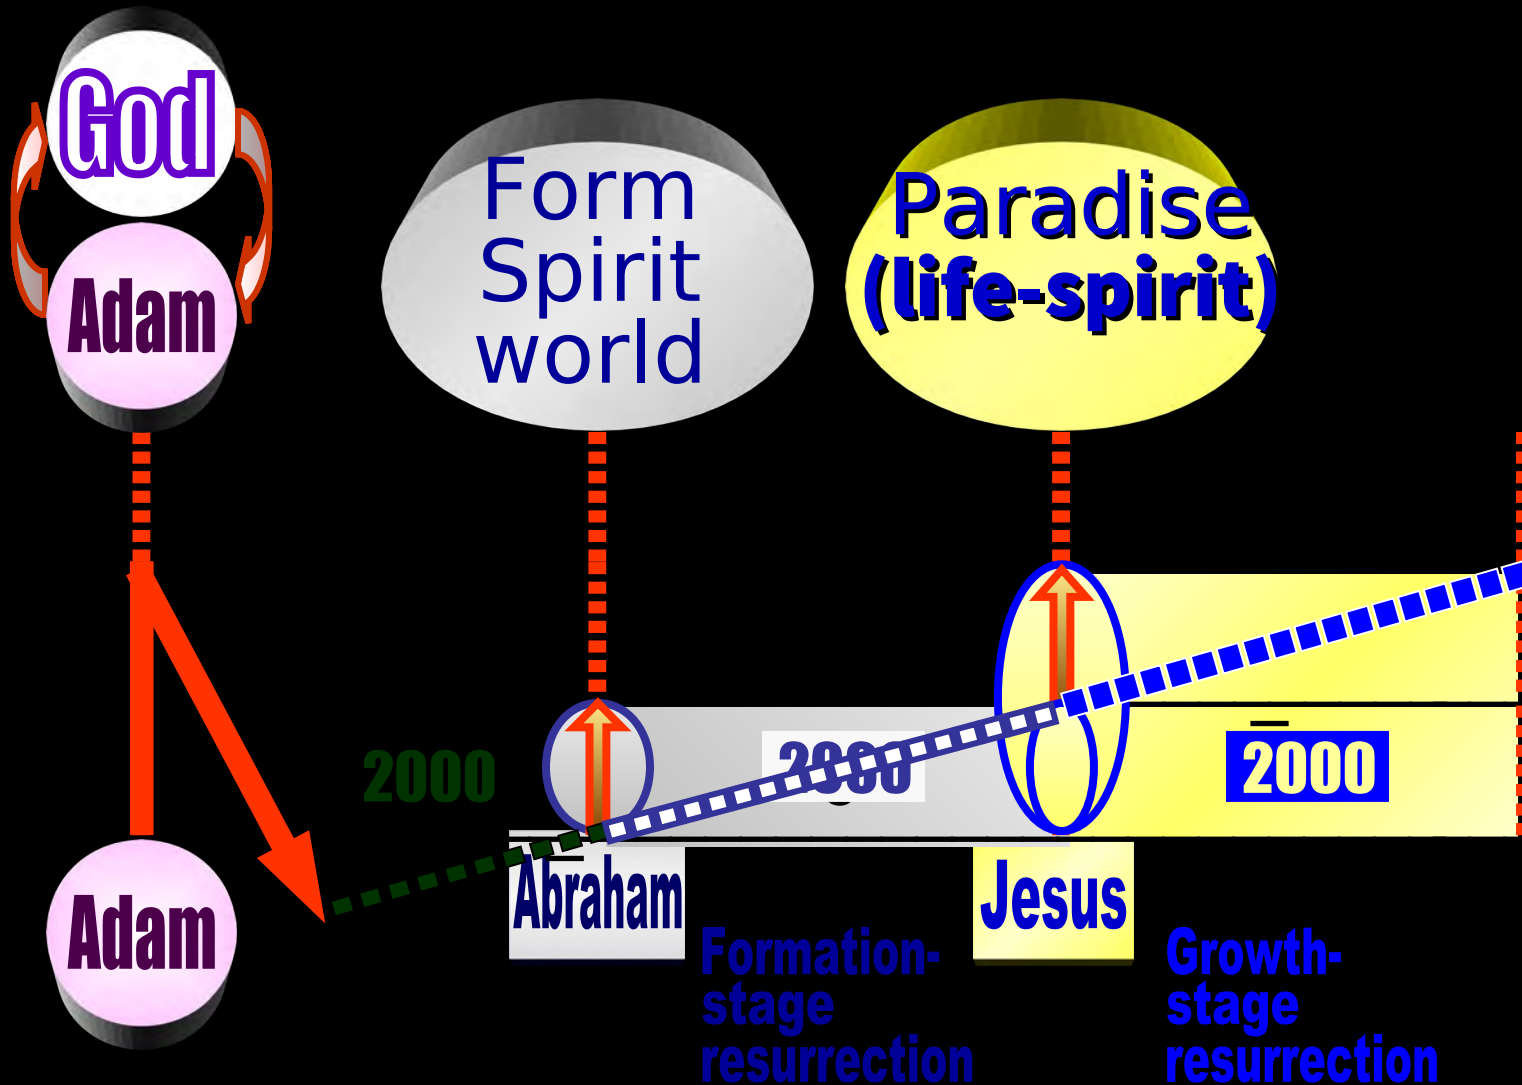 God
Adam
Form
Spirit
world
Paradise
(life-spirit)
2000
2000
2000
Adam
Abraham
Jesus
Formation-
stage
resurrection
Growth-
stage
resurrection